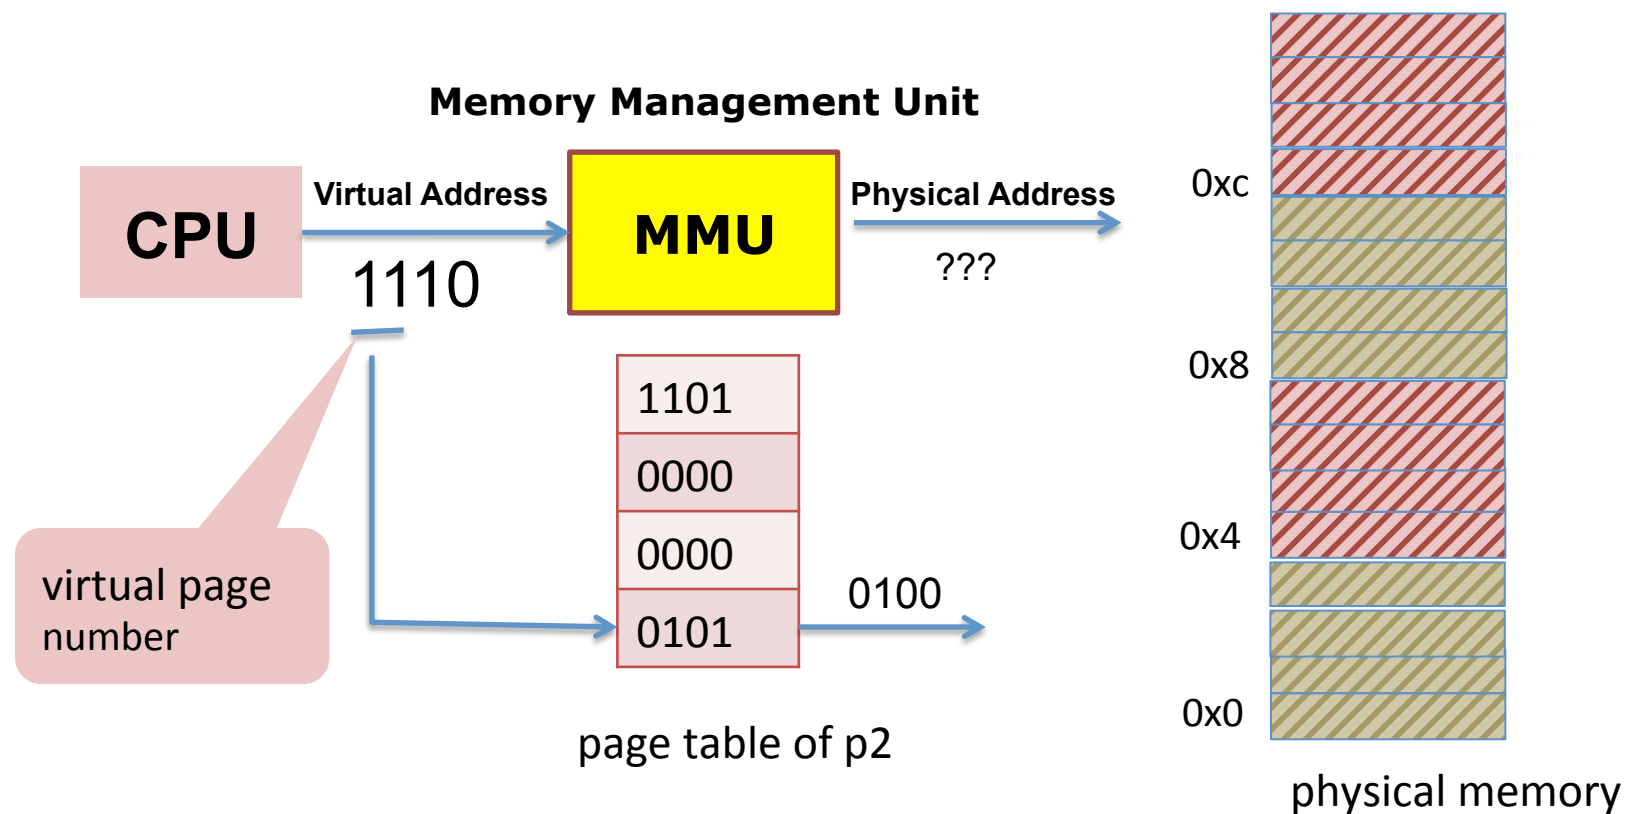 Memory Management Unit
CPU
Virtual Address
1110
MMU
Physical Address
???
virtual page
number
1101
0000
0000
0101
0100
page table of p2
0xc
0x8
0x4
0x0
physical memory